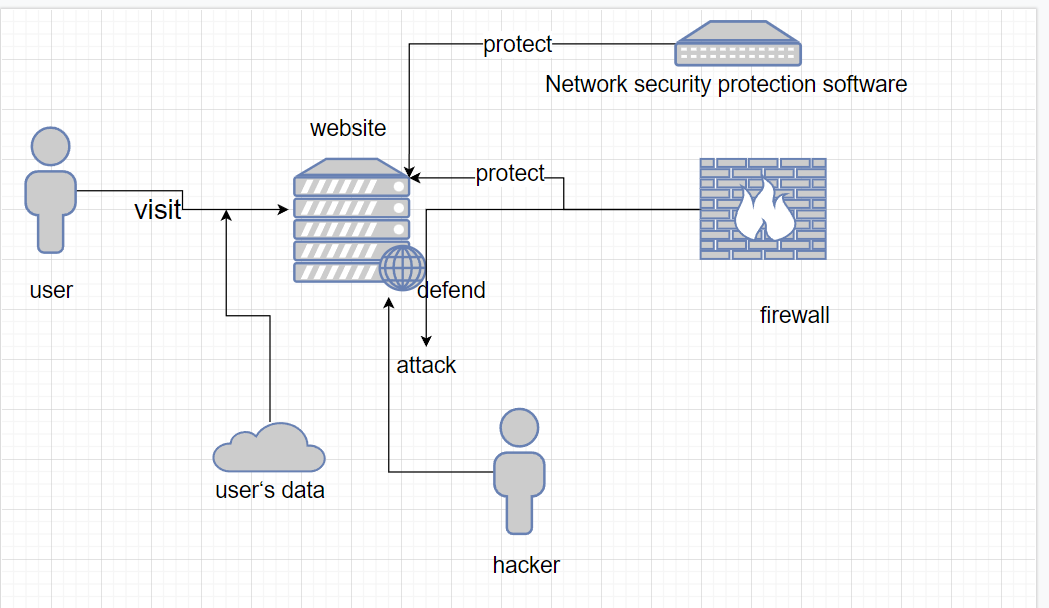 protect
Network security protection software
website
protect
visit
user
defend
firewall
attack
user‘s data
hacker